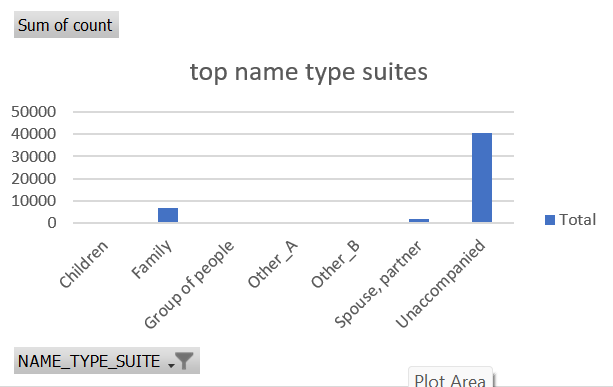 Sum of count
top name type suites
50000
40000
30000
20000
10000
0
Children
Family
Group of people
Other_A
Other_B
Spouse, partner
Unaccompanied
Total
NAME_TYPE_SUITE
Plot Area